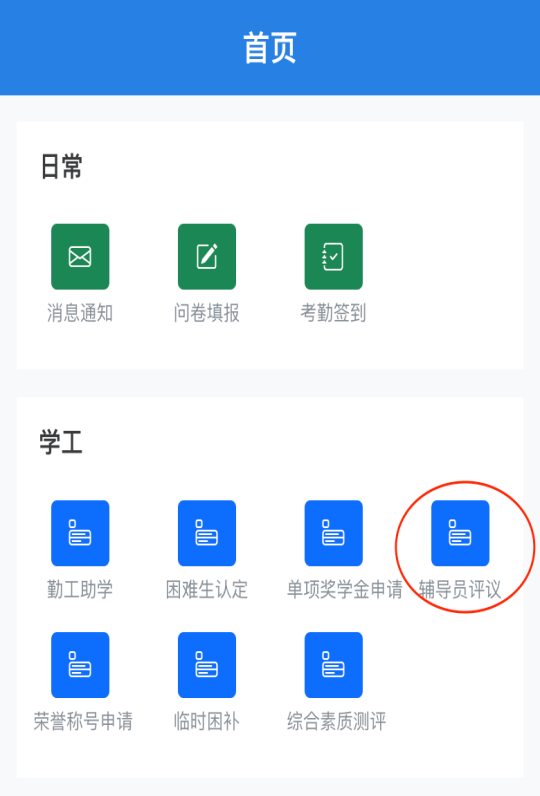 首页
日常
消息通知 问卷填报 考勤签到
学工
勤工助学 困难生认定 单项奖学金申请 辅导员评议
荣誉称号申请 临时困补 综合素质测评